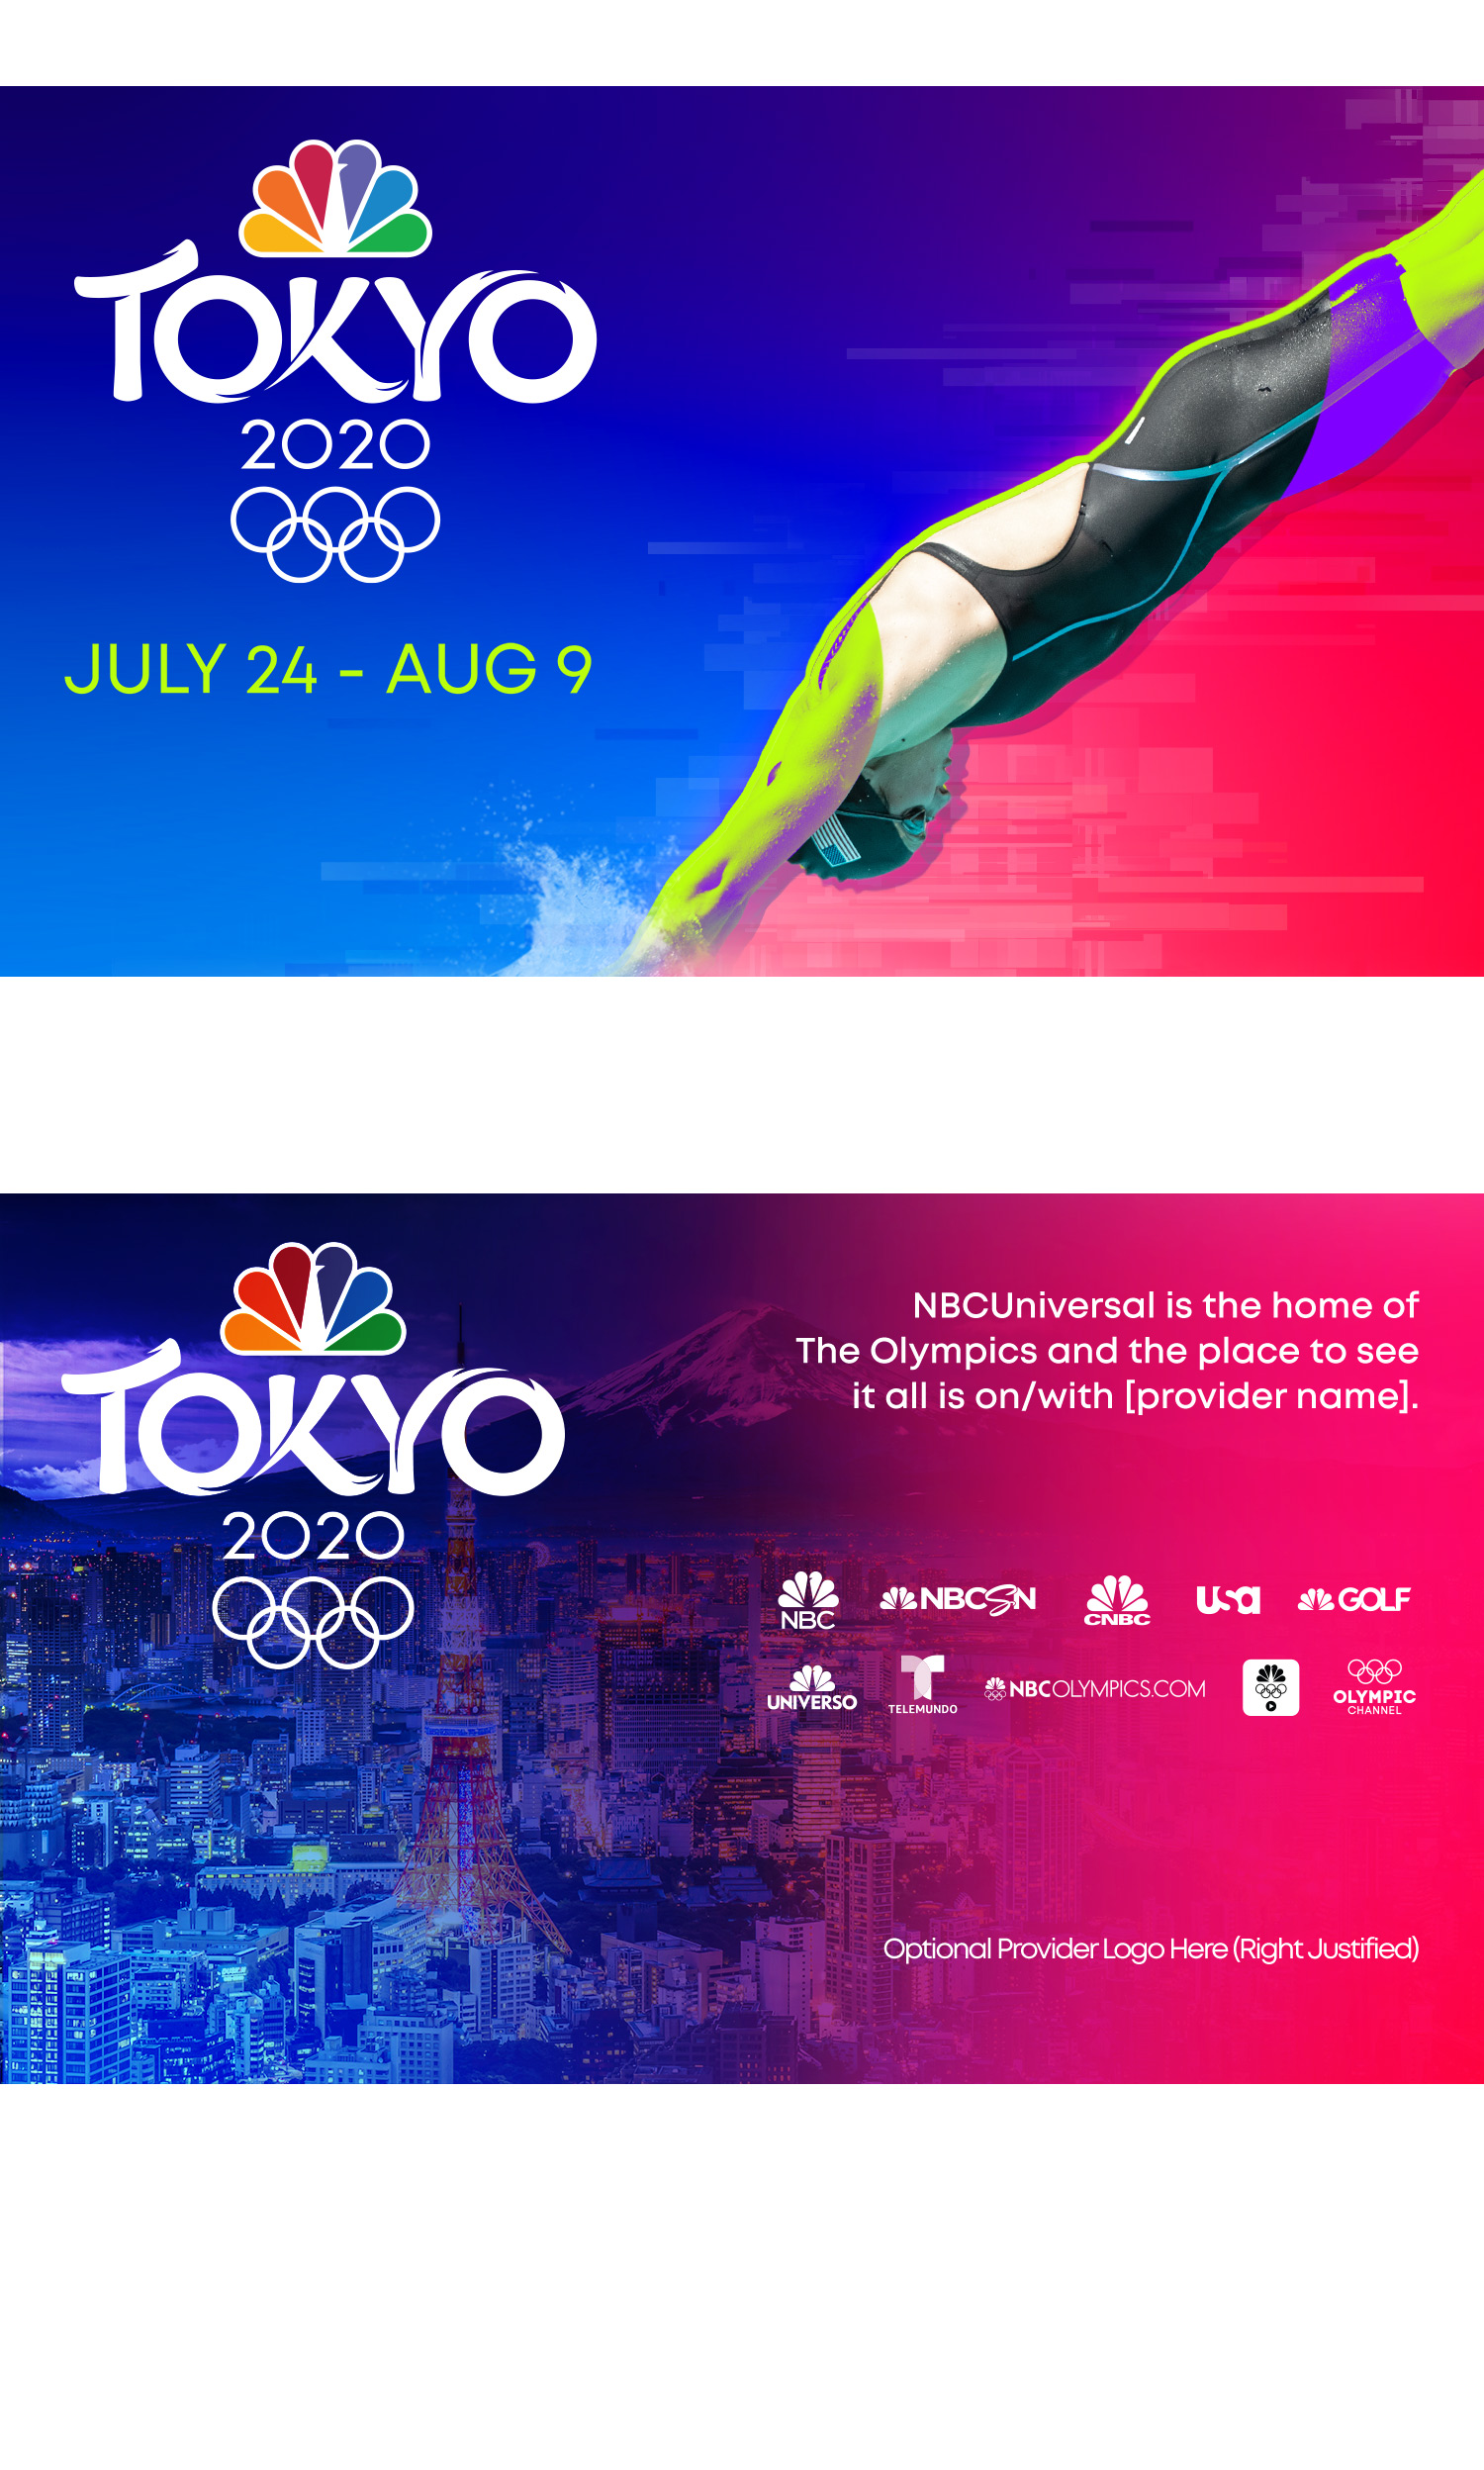 TOKYO
2020
JULY 24 - AUG 9
TOKYO
2020
NBCUniversal is the home of
The Olympics and the place to see
it all is on/with [provider name].
NBC NBCSN CNBC USA GOLF
UNIVERSO TELEMUNDO NBCOLYMPICS.COM OLYMPIC CHANNEL
Optional Provider Logo Here (Right Justified)